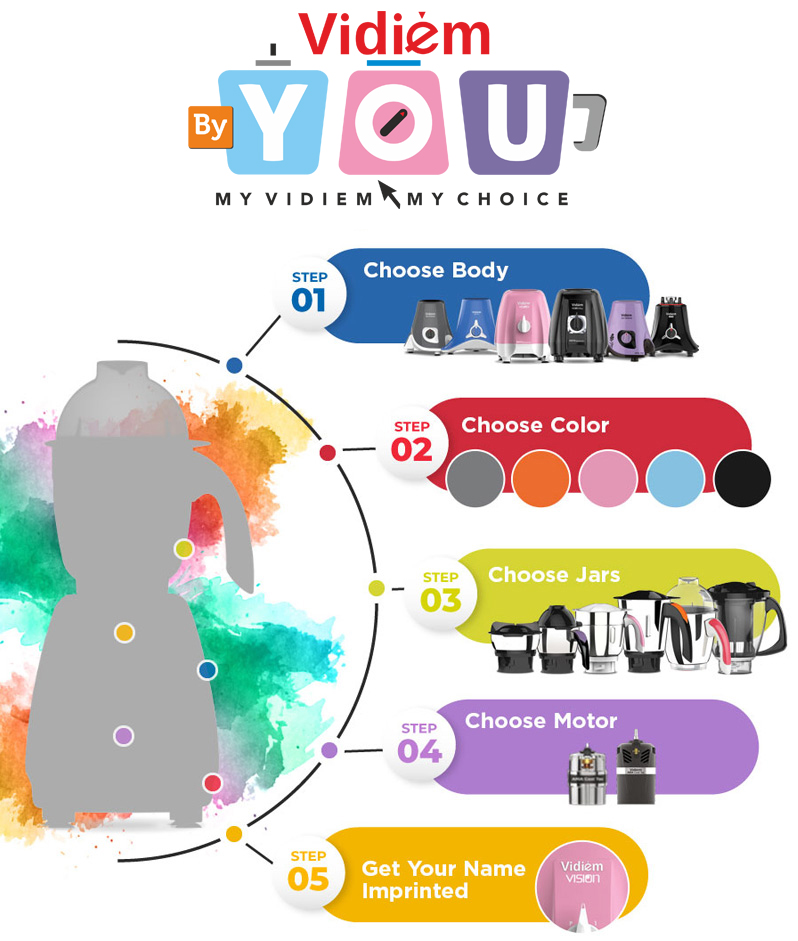 Vidiem
By YOU
MY VIDIEM MY CHOICE
STEP
01
Choose Body
STEP
02
Choose Color
STEP
03
Choose Jars
STEP
04
Choose Motor
STEP
05
Get Your Name
Imprinted
Vidiem
VISION